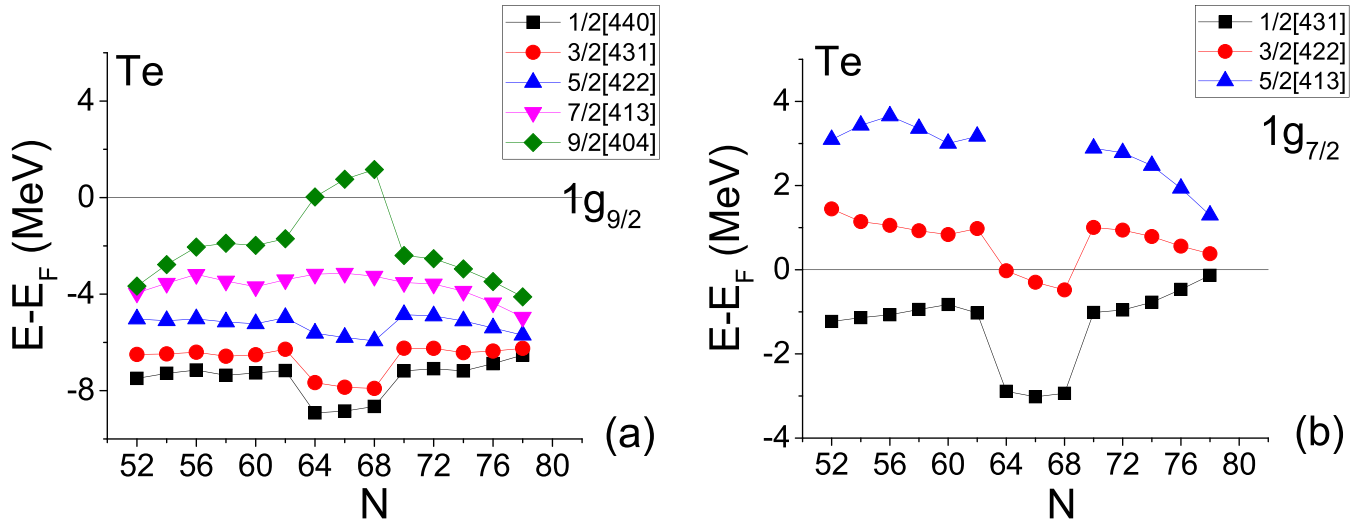 Te
1/2[440]
3/2[431]
5/2[422]
7/2[413]
9/2[404]
1g9/2
E-EF (MeV)
4
0
-4
-8
52 56 60 64 68 72 76 80
N
(a)
Te
1/2[431]
3/2[422]
5/2[413]
1g7/2
E-EF (MeV)
4
2
0
-2
-4
52 56 60 64 68 72 76 80
N
(b)